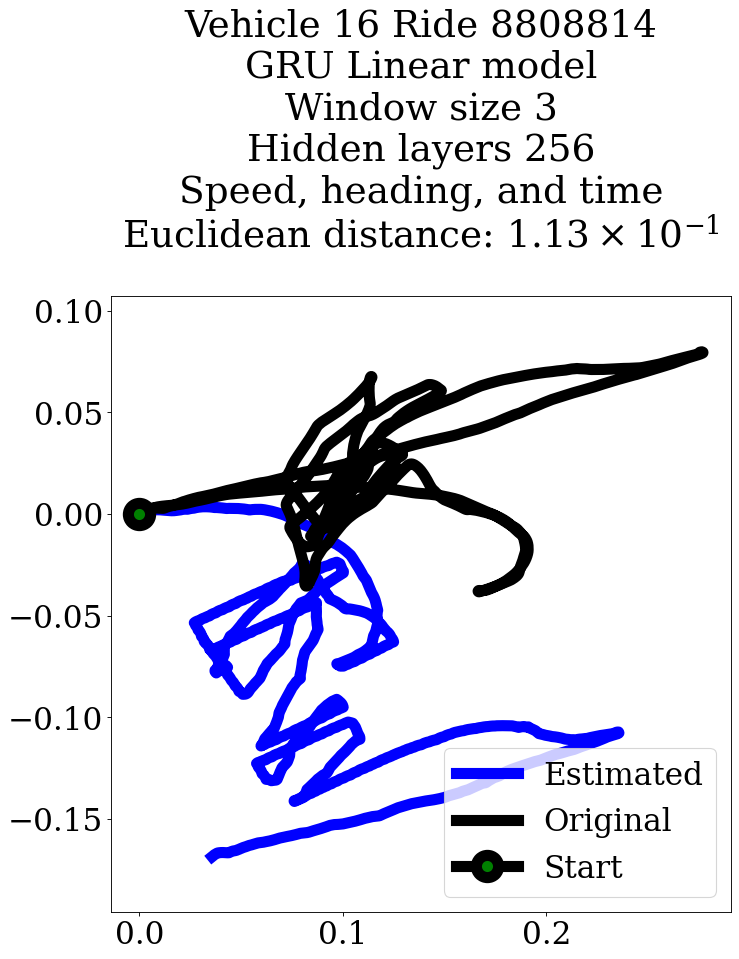 Vehicle 16 Ride 8808814
GRU Linear model
Window size 3
Hidden layers 256
Speed, heading, and time
Euclidean distance: 1.13 × 10⁻¹
0.10
0.05
0.00
−0.05
−0.10
−0.15
Estimated
Original
Start
0.0 0.1 0.2